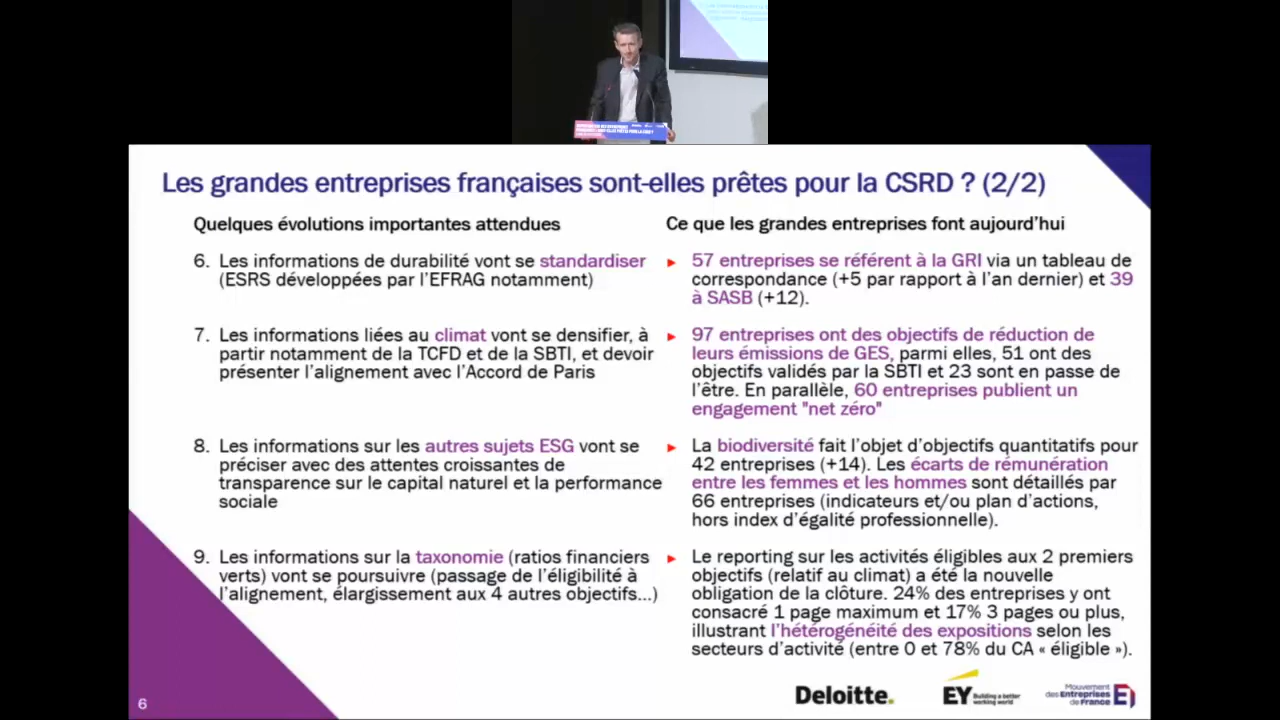 Les grandes entreprises françaises sont-elles prêtes pour la CSRD ? (2/2)
Quelques évolutions importantes attendues
6. Les informations de durabilité vont se standardiser
(ESRS développées par l'EFRAG notamment)
7. Les informations liées au climat vont se densifier, à
partir notamment de la TCFD et de la SBTI, et devoir
présenter l'alignement avec l'Accord de Paris
8. Les informations sur les autres sujets ESG vont se
préciser avec des attentes croissantes de
transparence sur le capital naturel et la performance
sociale
9. Les informations sur la taxonomie (ratios financiers
verts) vont se poursuivre (passage de l'éligibilité à
l'alignement, élargissement aux 4 autres objectifs...)
Ce que les grandes entreprises font aujourd'hui
57 entreprises se référent à la GRI via un tableau de
correspondance (+5 par rapport à l'an dernier) et 39
à SASB (+12).
97 entreprises ont des objectifs de réduction de
leurs émissions de GES, parmi elles, 51 ont des
objectifs validés par la SBTI et 23 sont en passe de
l'être. En parallèle, 60 entreprises publient un
engagement "net zéro"
La biodiversité fait l'objet d'objectifs quantitatifs pour
42 entreprises (+14). Les écarts de rémunération
entre les femmes et les hommes sont détaillés par
66 entreprises (indicateurs et/ou plan d'actions,
hors index d'égalité professionnelle).
Le reporting sur les activités éligibles aux 2 premiers
objectifs (relatif au climat) a été la nouvelle
obligation de la clôture. 24% des entreprises y ont
consacré 1 page maximum et 17% 3 pages ou plus,
illustrant l'hétérogénéité des expositions selon les
secteurs d'activité (entre 0 et 78% du CA « éligible »).
6
Deloitte.
EY
Building a better
working world
Mouvement
des Entreprises
de France